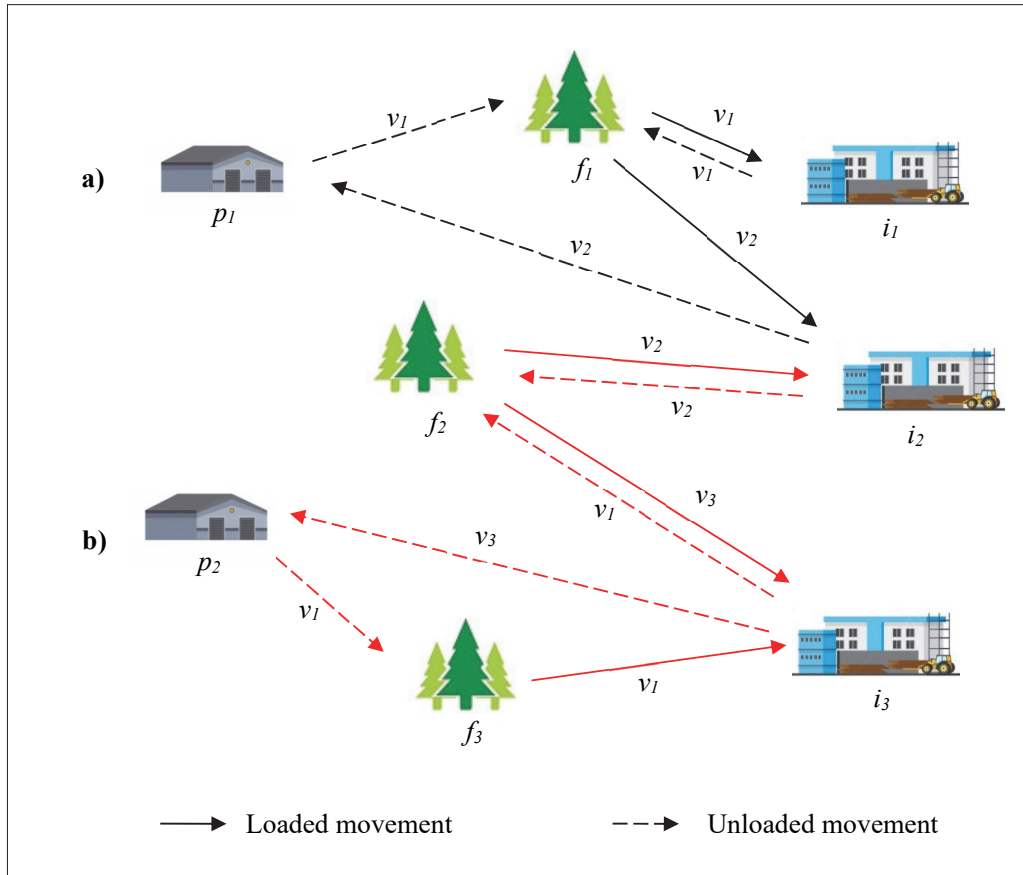 v1
v1
v1
a)
f1
p1
i1
v2
v2
v2
v2
f2
i2
v3
v1
b)
v3
p2
v1
v1
f3
i3
Loaded movement
Unloaded movement